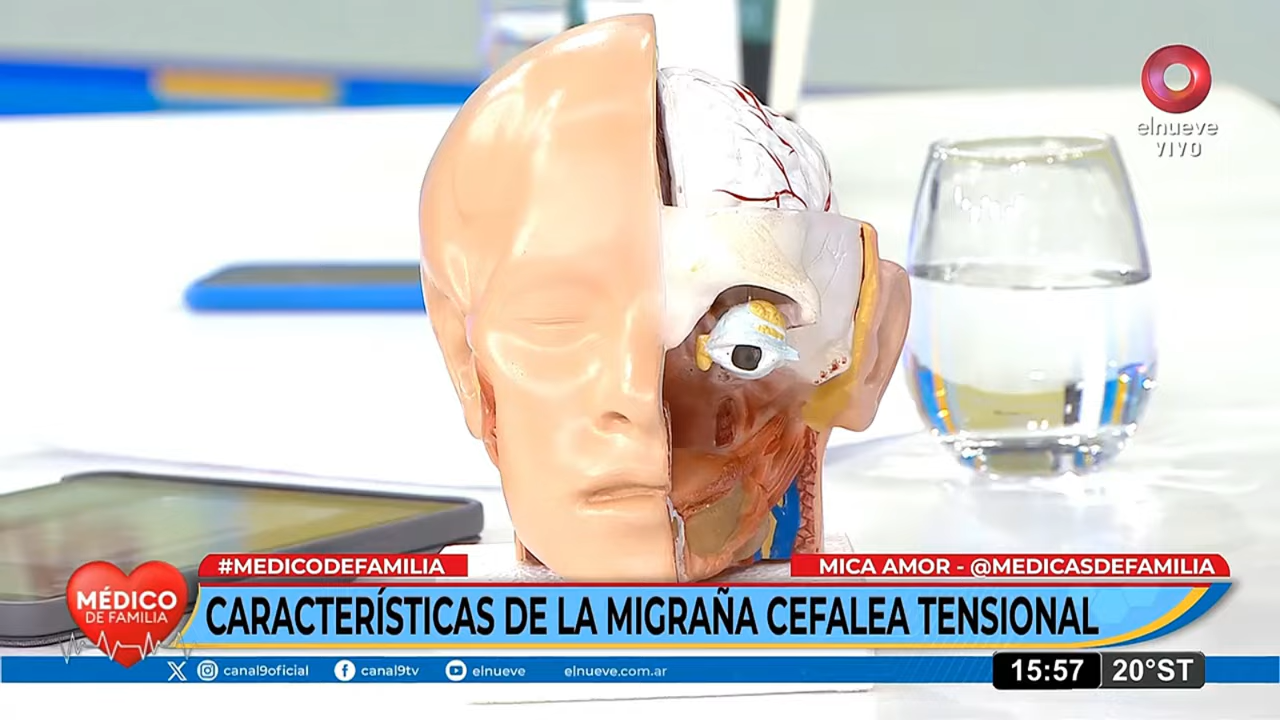 elnueve
VIVO
#MEDICODEFAMILIA
MICA AMOR - @MEDICASDEFAMILIA
MÉDICO
DE FAMILIA
CARACTERÍSTICAS DE LA MIGRAÑA CEFALEA TENSIONAL
canal9oficial canal9tv elnueve elnueve.com.ar
15:57 20°ST